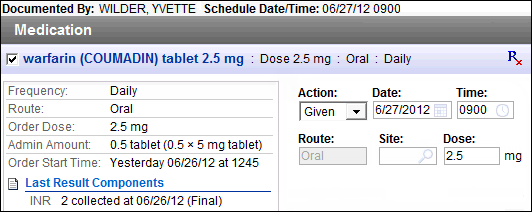 Documented By: WILDER, YVETTE Schedule Date/Time: 06/27/12 0900
Medication
warfarin (COUMADIN) tablet 2.5 mg : Dose 2.5 mg : Oral : Daily
Frequency: Daily
Route: Oral
Order Dose: 2.5 mg
Admin Amount: 0.5 tablet (0.5 × 5 mg tablet)
Order Start Time: Yesterday 06/26/12 at 1245
Last Result Components
INR 2 collected at 06/26/12 (Final)
Action: Date: Time:
Given 6/27/2012 0900
Route: Site: Dose:
Oral 2.5 mg